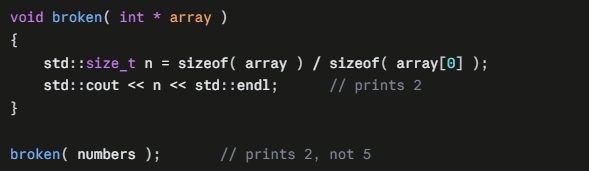 void broken( int * array )
{
    std::size_t n = sizeof( array ) / sizeof( array[0] );
    std::cout << n << std::endl;      // prints 2
}

broken( numbers );       // prints 2, not 5